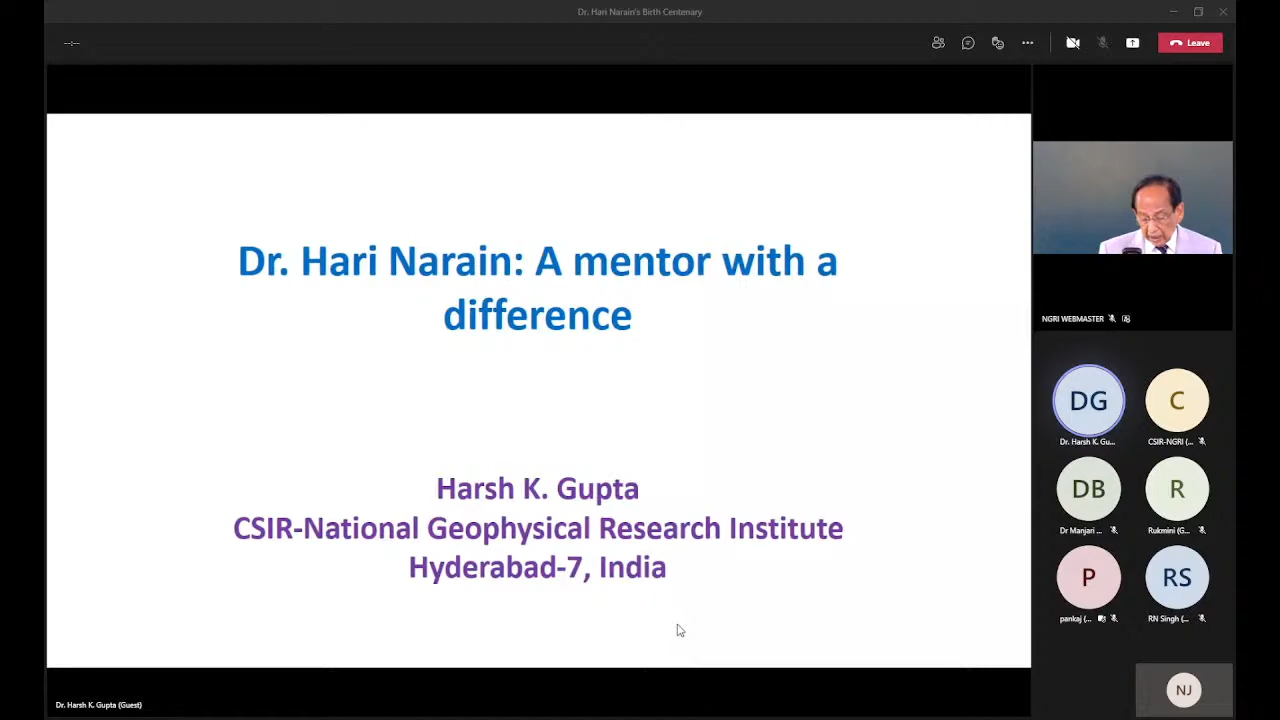 Dr. Hari Narain's Birth Centenary
--:--
Leave
Dr. Hari Narain: A mentor with a
difference
Harsh K. Gupta
CSIR-National Geophysical Research Institute
Hyderabad-7, India
Dr. Harsh K. Gupta (Guest)
NGRI WEBMASTER
DG
C
Dr. Harsh K. Gu...
CSIR-NGRI (...
DB
R
Dr Manjari ...
Rukmini (G...
P
RS
pankaj (...
RN Singh (...
NJ